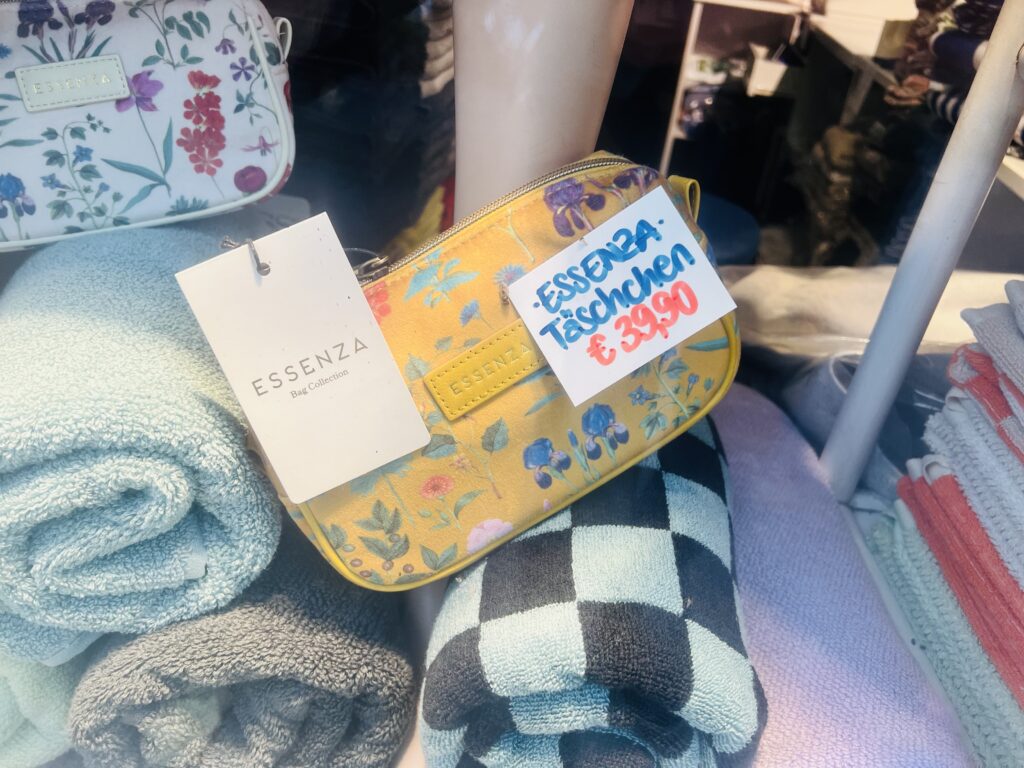 ESSENZA
ESSENZA
Bag Collection
ESSENZA
·ESSENZA·
Täschchen
€ 39,90